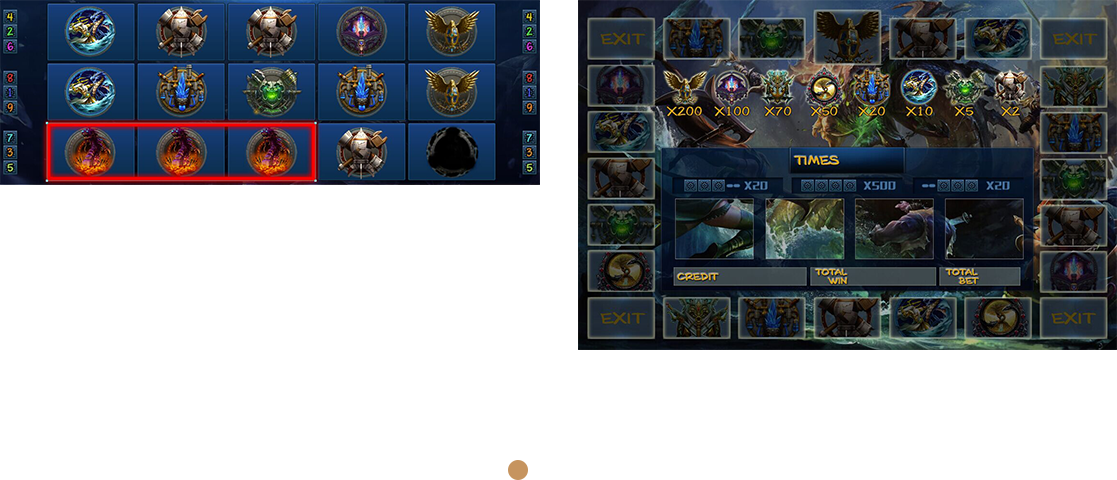 4 4
2 2
6 6
8 8
1 1
9 9
7 7
3 3
5 5
EXIT EXIT
X200 X100 X70 X50 X20 X10 X5 X2
TIMES
X20 X500 X20
CREDIT TOTAL WIN TOTAL BET
EXIT EXIT